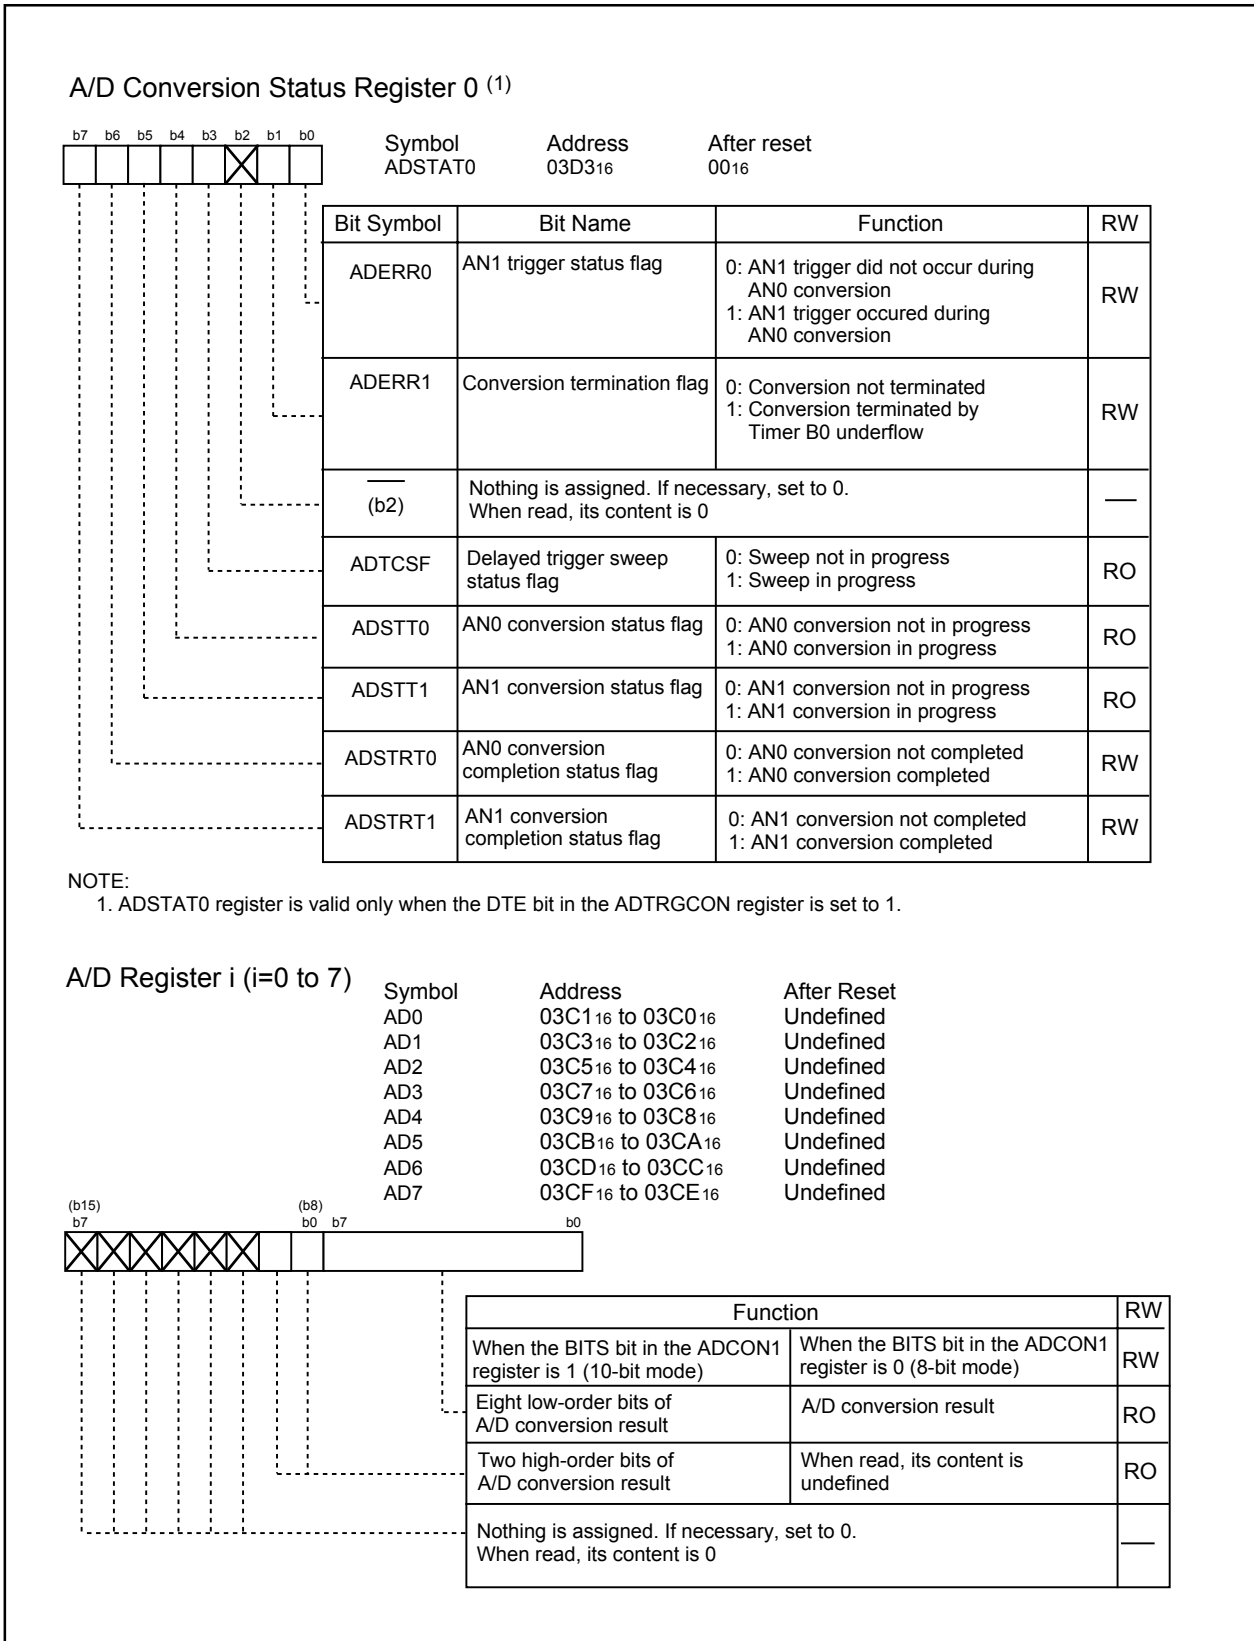 A/D Conversion Status Register 0 (1)
b7 b6 b5 b4 b3 b2 b1 b0
Symbol Address After reset
ADSTAT0 03D316 0016
Bit Symbol Bit Name Function RW
ADERR0 AN1 trigger status flag 0: AN1 trigger did not occur during
AN0 conversion
1: AN1 trigger occured during
AN0 conversion
RW
ADERR1 Conversion termination flag 0: Conversion not terminated
1: Conversion terminated by
Timer B0 underflow
RW
(b2) Nothing is assigned. If necessary, set to 0.
When read, its content is 0
ADTCSF Delayed trigger sweep
status flag
0: Sweep not in progress
1: Sweep in progress
RO
ADSTT0 AN0 conversion status flag 0: AN0 conversion not in progress
1: AN0 conversion in progress
RO
ADSTT1 AN1 conversion status flag 0: AN1 conversion not in progress
1: AN1 conversion in progress
RO
ADSTRT0 AN0 conversion
completion status flag
0: AN0 conversion not completed
1: AN0 conversion completed
RW
ADSTRT1 AN1 conversion
completion status flag
0: AN1 conversion not completed
1: AN1 conversion completed
RW
NOTE:
1. ADSTAT0 register is valid only when the DTE bit in the ADTRGCON register is set to 1.
A/D Register i (i=0 to 7)
Symbol Address After Reset
AD0 03C116 to 03C016 Undefined
AD1 03C316 to 03C216 Undefined
AD2 03C516 to 03C416 Undefined
AD3 03C716 to 03C616 Undefined
AD4 03C916 to 03C816 Undefined
AD5 03CB16 to 03CA16 Undefined
AD6 03CD16 to 03CC16 Undefined
AD7 03CF16 to 03CE16 Undefined
(b15) (b8)
b7 b0 b7 b0
Function RW
When the BITS bit in the ADCON1
register is 1 (10-bit mode)
When the BITS bit in the ADCON1
register is 0 (8-bit mode)
RW
Eight low-order bits of
A/D conversion result
A/D conversion result
RO
Two high-order bits of
A/D conversion result
When read, its content is
undefined
RO
Nothing is assigned. If necessary, set to 0.
When read, its content is 0